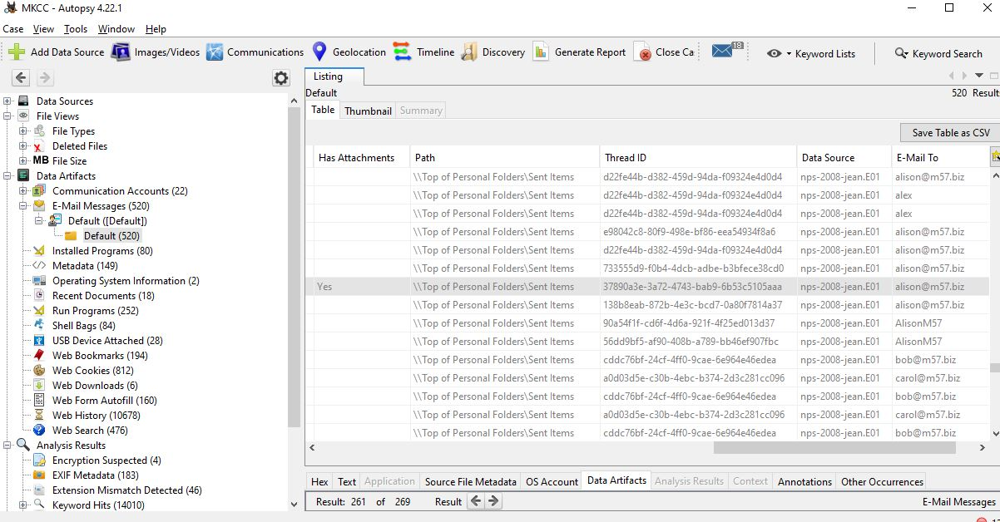 MKCC - Autopsy 4.22.1
Case View Tools Window Help
Add Data Source Images/Videos Communications Geolocation Timeline Discovery Generate Report Close Ca 18 Keyword Lists Keyword Search
Listing
Default 520 Result
Table Thumbnail Summary
Save Table as CSV
Data Sources
File Views
File Types
Deleted Files
MB File Size
Data Artifacts
Communication Accounts (22)
E-Mail Messages (520)
Default ([Default])
Default (520)
Installed Programs (80)
Metadata (149)
Operating System Information (2)
Recent Documents (18)
Run Programs (252)
Shell Bags (84)
USB Device Attached (28)
Web Bookmarks (194)
Web Cookies (812)
Web Downloads (6)
Web Form Autofill (160)
Web History (10678)
Web Search (476)
Analysis Results
Encryption Suspected (4)
EXIF Metadata (183)
Extension Mismatch Detected (46)
Keyword Hits (14010)
Has Attachments Path Thread ID Data Source E-Mail To
\\Top of Personal Folders\Sent Items d22fe44b-d382-459d-94da-f09324e4d0d4 nps-2008-jean.E01 alison@m57.biz
\\Top of Personal Folders\Sent Items d22fe44b-d382-459d-94da-f09324e4d0d4 nps-2008-jean.E01 alex
\\Top of Personal Folders\Sent Items d22fe44b-d382-459d-94da-f09324e4d0d4 nps-2008-jean.E01 alex
\\Top of Personal Folders\Sent Items e98042c8-80f9-498e-bf86-eea54934f8a6 nps-2008-jean.E01 alison@m57.biz
\\Top of Personal Folders\Sent Items d22fe44b-d382-459d-94da-f09324e4d0d4 nps-2008-jean.E01 alison@m57.biz
\\Top of Personal Folders\Sent Items 733555d9-f0b4-4dcb-adbe-b3bfece38cd0 nps-2008-jean.E01 alison@m57.biz
Yes \\Top of Personal Folders\Sent Items 37890a3e-3a72-4743-bab9-6b53c5105aaa nps-2008-jean.E01 alison@m57.biz
\\Top of Personal Folders\Sent Items 138b8eab-872b-4e3c-bcd7-0a80f7814a37 nps-2008-jean.E01 alison@m57.biz
\\Top of Personal Folders\Sent Items 90a54f1f-cd6f-4d6a-921f-4f25ed013d37 nps-2008-jean.E01 AlisonM57
\\Top of Personal Folders\Sent Items 56dd9bf5-af90-408b-a789-bb46ef907fbc nps-2008-jean.E01 AlisonM57
\\Top of Personal Folders\Sent Items cddc76bf-24cf-4ff0-9cae-6e964e46edea nps-2008-jean.E01 bob@m57.biz
\\Top of Personal Folders\Sent Items a0d03d5e-c30b-4ebc-b374-2d3c281cc096 nps-2008-jean.E01 carol@m57.biz
\\Top of Personal Folders\Sent Items cddc76bf-24cf-4ff0-9cae-6e964e46edea nps-2008-jean.E01 bob@m57.biz
\\Top of Personal Folders\Sent Items a0d03d5e-c30b-4ebc-b374-2d3c281cc096 nps-2008-jean.E01 carol@m57.biz
\\Top of Personal Folders\Sent Items cddc76bf-24cf-4ff0-9cae-6e964e46edea nps-2008-jean.E01 bob@m57.biz
Hex Text Application Source File Metadata OS Account Data Artifacts Analysis Results Context Annotations Other Occurrences
Result: 261 of 269 Result E-Mail Messages